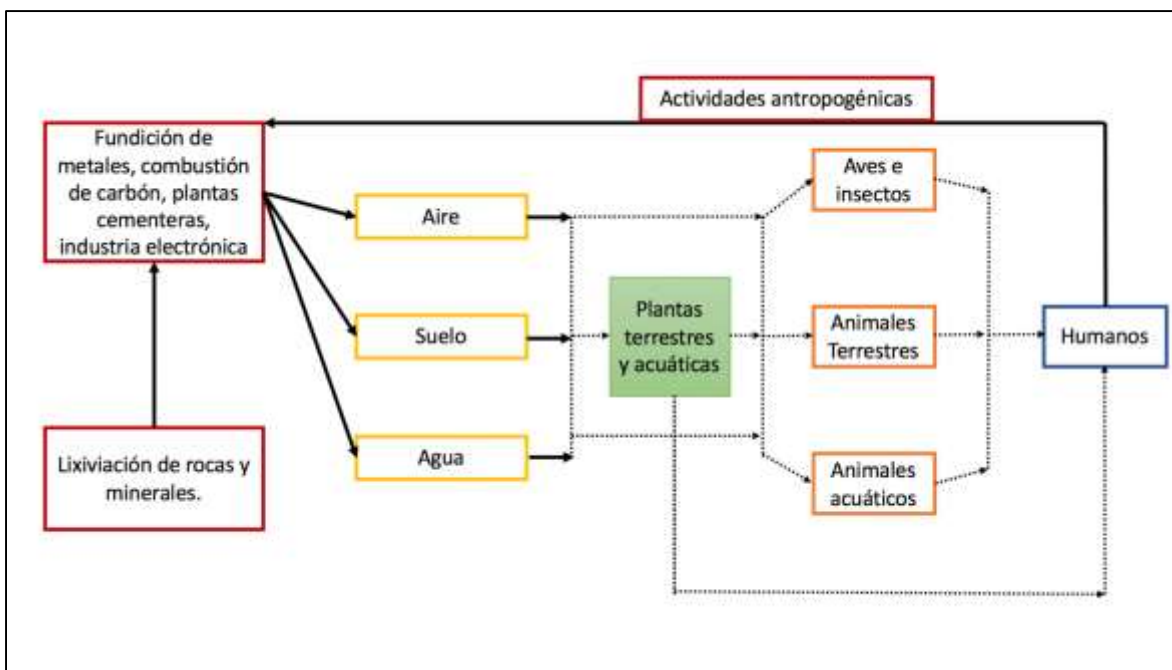 Actividades antropogénicas
Fundición de
metales, combustión
de carbón, plantas
cementeras,
industria electrónica
Aire
Suelo
Agua
Lixiviación de rocas y
minerales.
Plantas
terrestres
y acuáticas
Aves e
insectos
Animales
Terrestres
Animales
acuáticos
Humanos